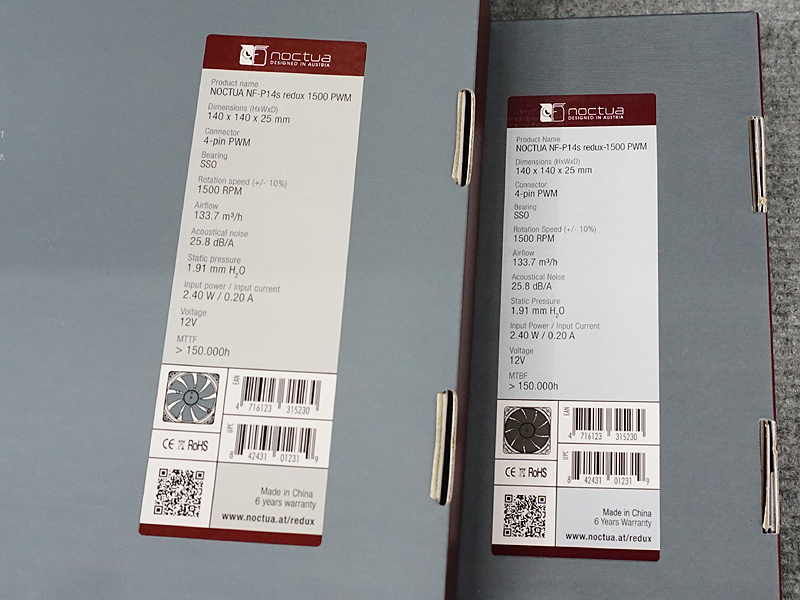 noctua
DESIGNED IN AUSTRIA
Product name
NOCTUA NF-P14s redux 1500 PWM
Dimensions (HxWxD)
140 x 140 x 25 mm
Connector
4-pin PWM
Bearing
SSO
Rotation speed (+/- 10%)
1500 RPM
Airflow
133.7 m³/h
Acoustical noise
25.8 dB/A
Static pressure
1.91 mm H₂O
Input power / input current
2.40 W / 0.20 A
Voltage
12V
MTTF
> 150.000h
EAN
4 716123 315230
UPC
8 42431 01231 9
CE RoHS
Made in China
6 years warranty
www.noctua.at/redux
noctua
DESIGNED IN AUSTRIA
Product Name
NOCTUA NF-P14s redux-1500 PWM
Dimensions (HxWxD)
140 x 140 x 25 mm
Connector
4-pin PWM
Bearing
SSO
Rotation Speed (+/- 10%)
1500 RPM
Airflow
133.7 m³/h
Acoustical Noise
25.8 dB/A
Static Pressure
1.91 mm H₂O
Input Power / Input Current
2.40 W / 0.20 A
Voltage
12V
MTBF
> 150.000h
EAN
4 716123 315230
UPC
8 42431 01231 9
CE RoHS
Made in China
6 Years Warranty
www.noctua.at/redux